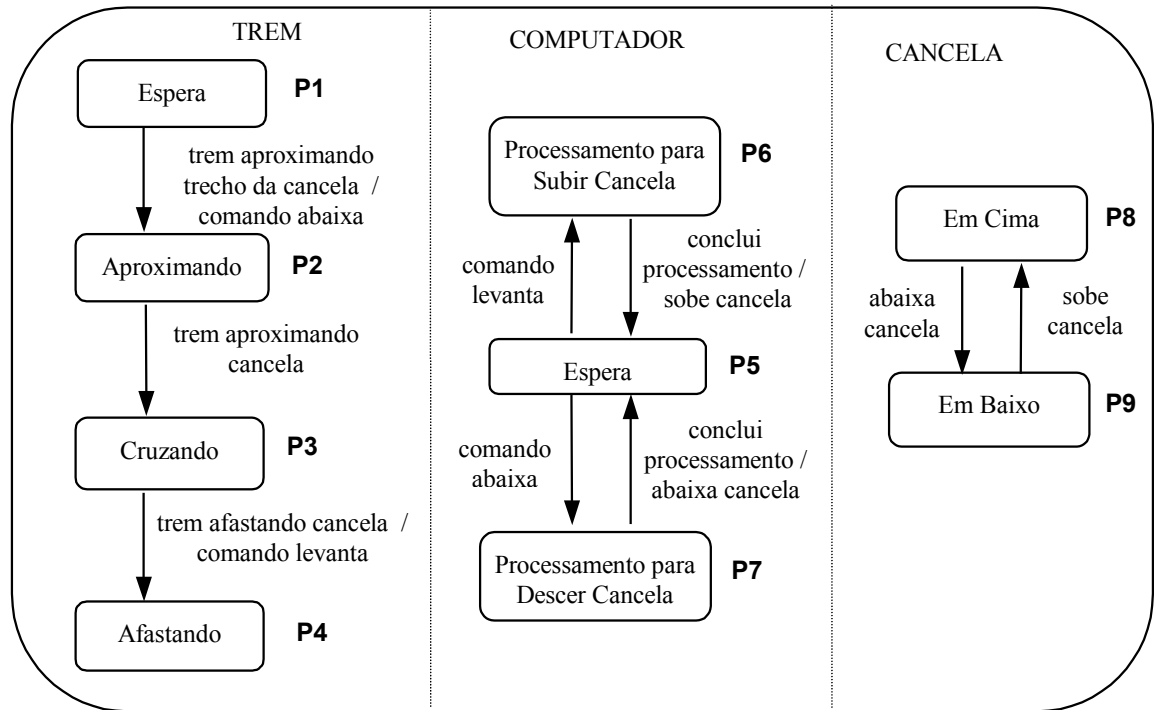 TREM
Espera
P1
trem aproximando
trecho da cancela /
comando abaixa
Aproximando
P2
trem aproximando
cancela
Cruzando
P3
trem afastando cancela /
comando levanta
Afastando
P4
COMPUTADOR
Processamento para
Subir Cancela
P6
comando
levanta
conclui
processamento /
sobe cancela
Espera
P5
comando
abaixa
conclui
processamento /
abaixa cancela
Processamento para
Descer Cancela
P7
CANCELA
Em Cima
P8
abaixa
cancela
sobe
cancela
Em Baixo
P9